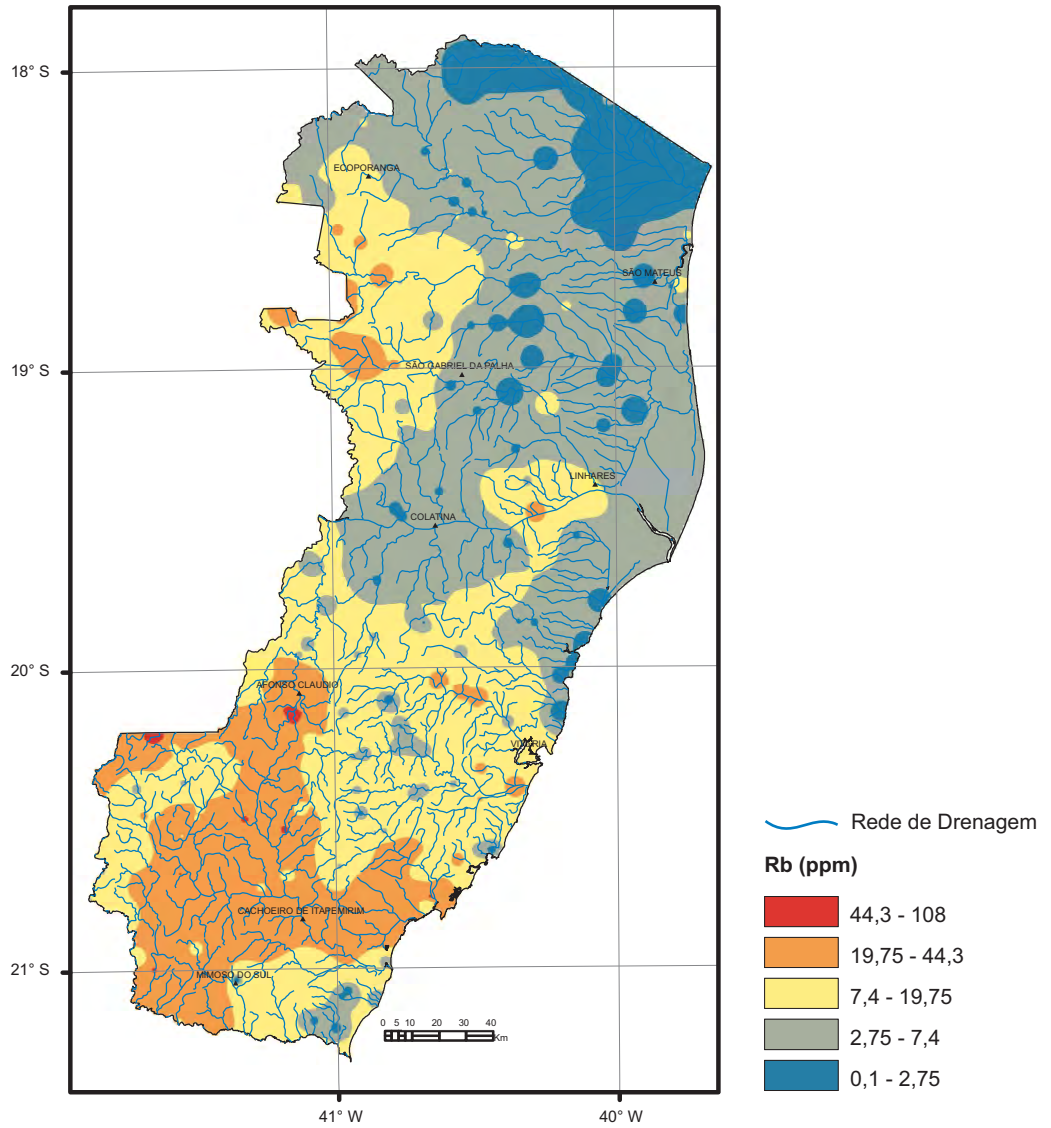 18° S
ECOPORANGA
SÃO MATEUS
19° S
SÃO GABRIEL DA PALHA
LINHARES
COLATINA
20° S
AFONSO CLAUDIO
VITÓRIA
Rede de Drenagem
Rb (ppm)
44,3 - 108
19,75 - 44,3
7,4 - 19,75
2,75 - 7,4
0,1 - 2,75
CACHOEIRO DE ITAPEMIRIM
21° S
MIMOSO DO SUL
0 5 10 20 30 40
Km
41° W 40° W